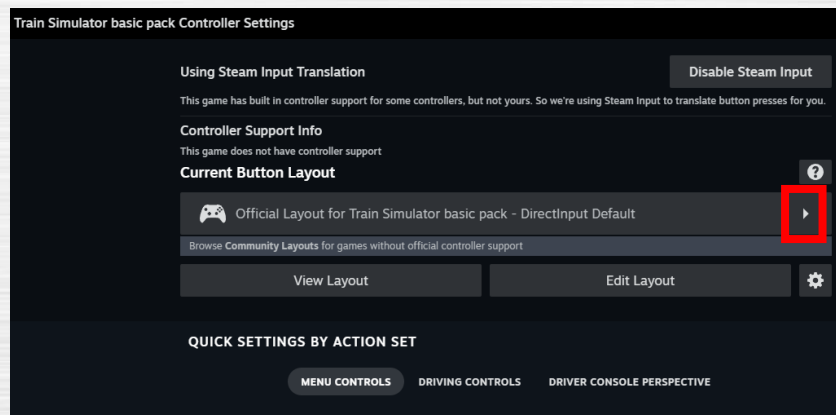 Train Simulator basic pack Controller Settings
Using Steam Input Translation
Disable Steam Input
This game has built in controller support for some controllers, but not yours. So we're using Steam Input to translate button presses for you.
Controller Support Info
This game does not have controller support
Current Button Layout
?
Official Layout for Train Simulator basic pack - DirectInput Default
Browse Community Layouts for games without official controller support
View Layout
Edit Layout
QUICK SETTINGS BY ACTION SET
MENU CONTROLS
DRIVING CONTROLS
DRIVER CONSOLE PERSPECTIVE